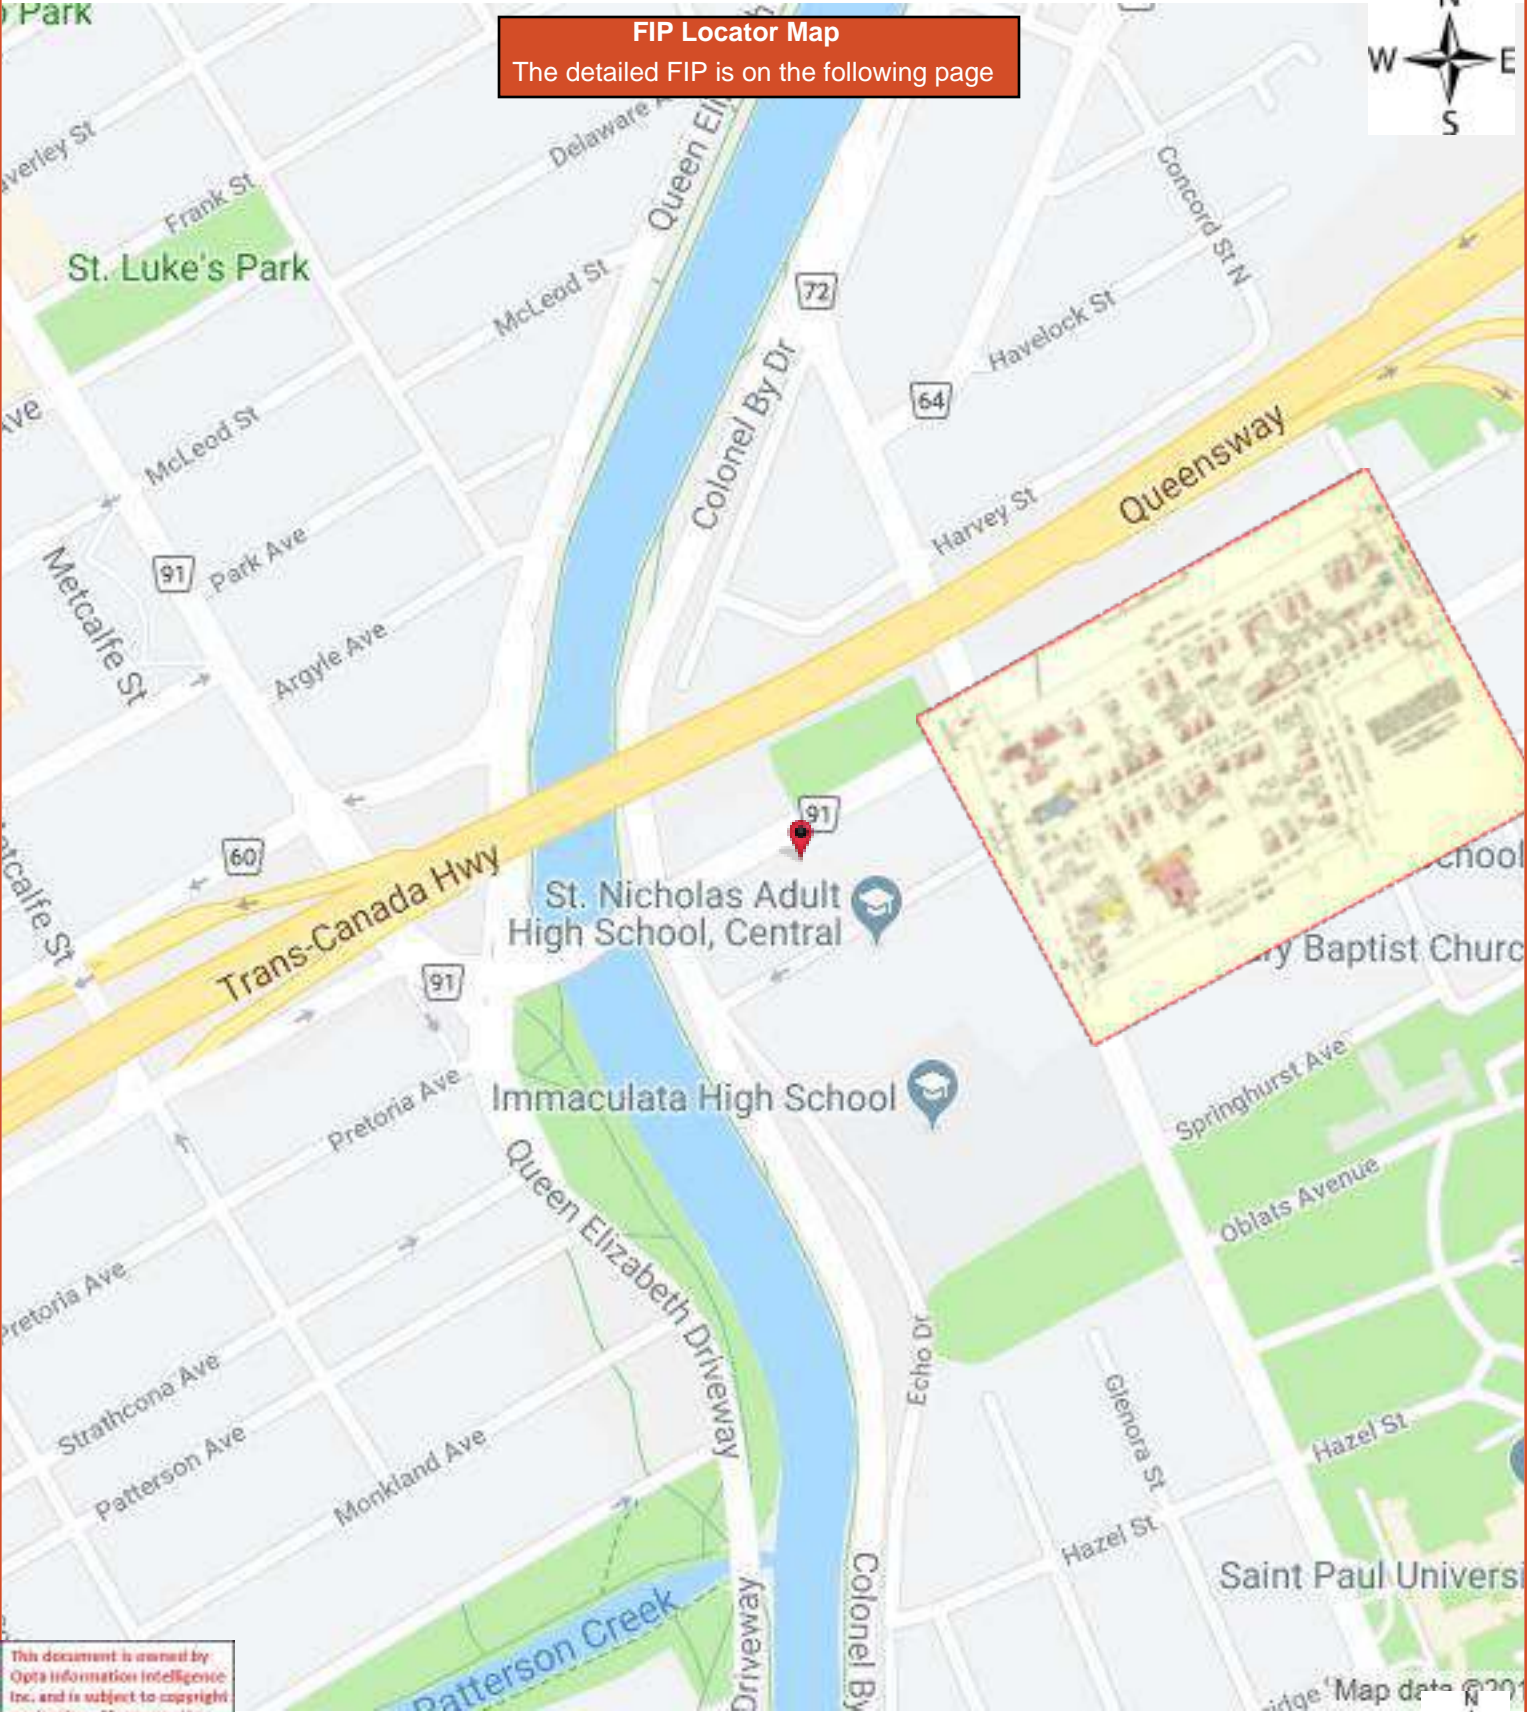 Park
FIP Locator Map
The detailed FIP is on the following page
N
W
E
S
Frank St
Delaware
Queen
St. Luke's Park
McLeod St
72
Concord St N
Havelock St
64
Colonel By Dr
McLeod St
Queensway
Harvey St
Metcalfe St
91
Park Ave
Argyle Ave
91
60
Trans-Canada Hwy
St. Nicholas Adult
High School, Central
91
Baptist
Immaculata High School
Pretoria Ave
Springhurst Ave
Oblats Avenue
Queen Elizabeth Driveway
Pretoria Ave
Strathcona Ave
Patterson Ave
Monkland Ave
Echo Dr
Glenora St
Hazel St
Hazel St
Saint Paul
Patterson Creek
Driveway
Colonel By
This document is owned by
Opta Information Intelligence
Inc. and is subject to copyright
Map data
N